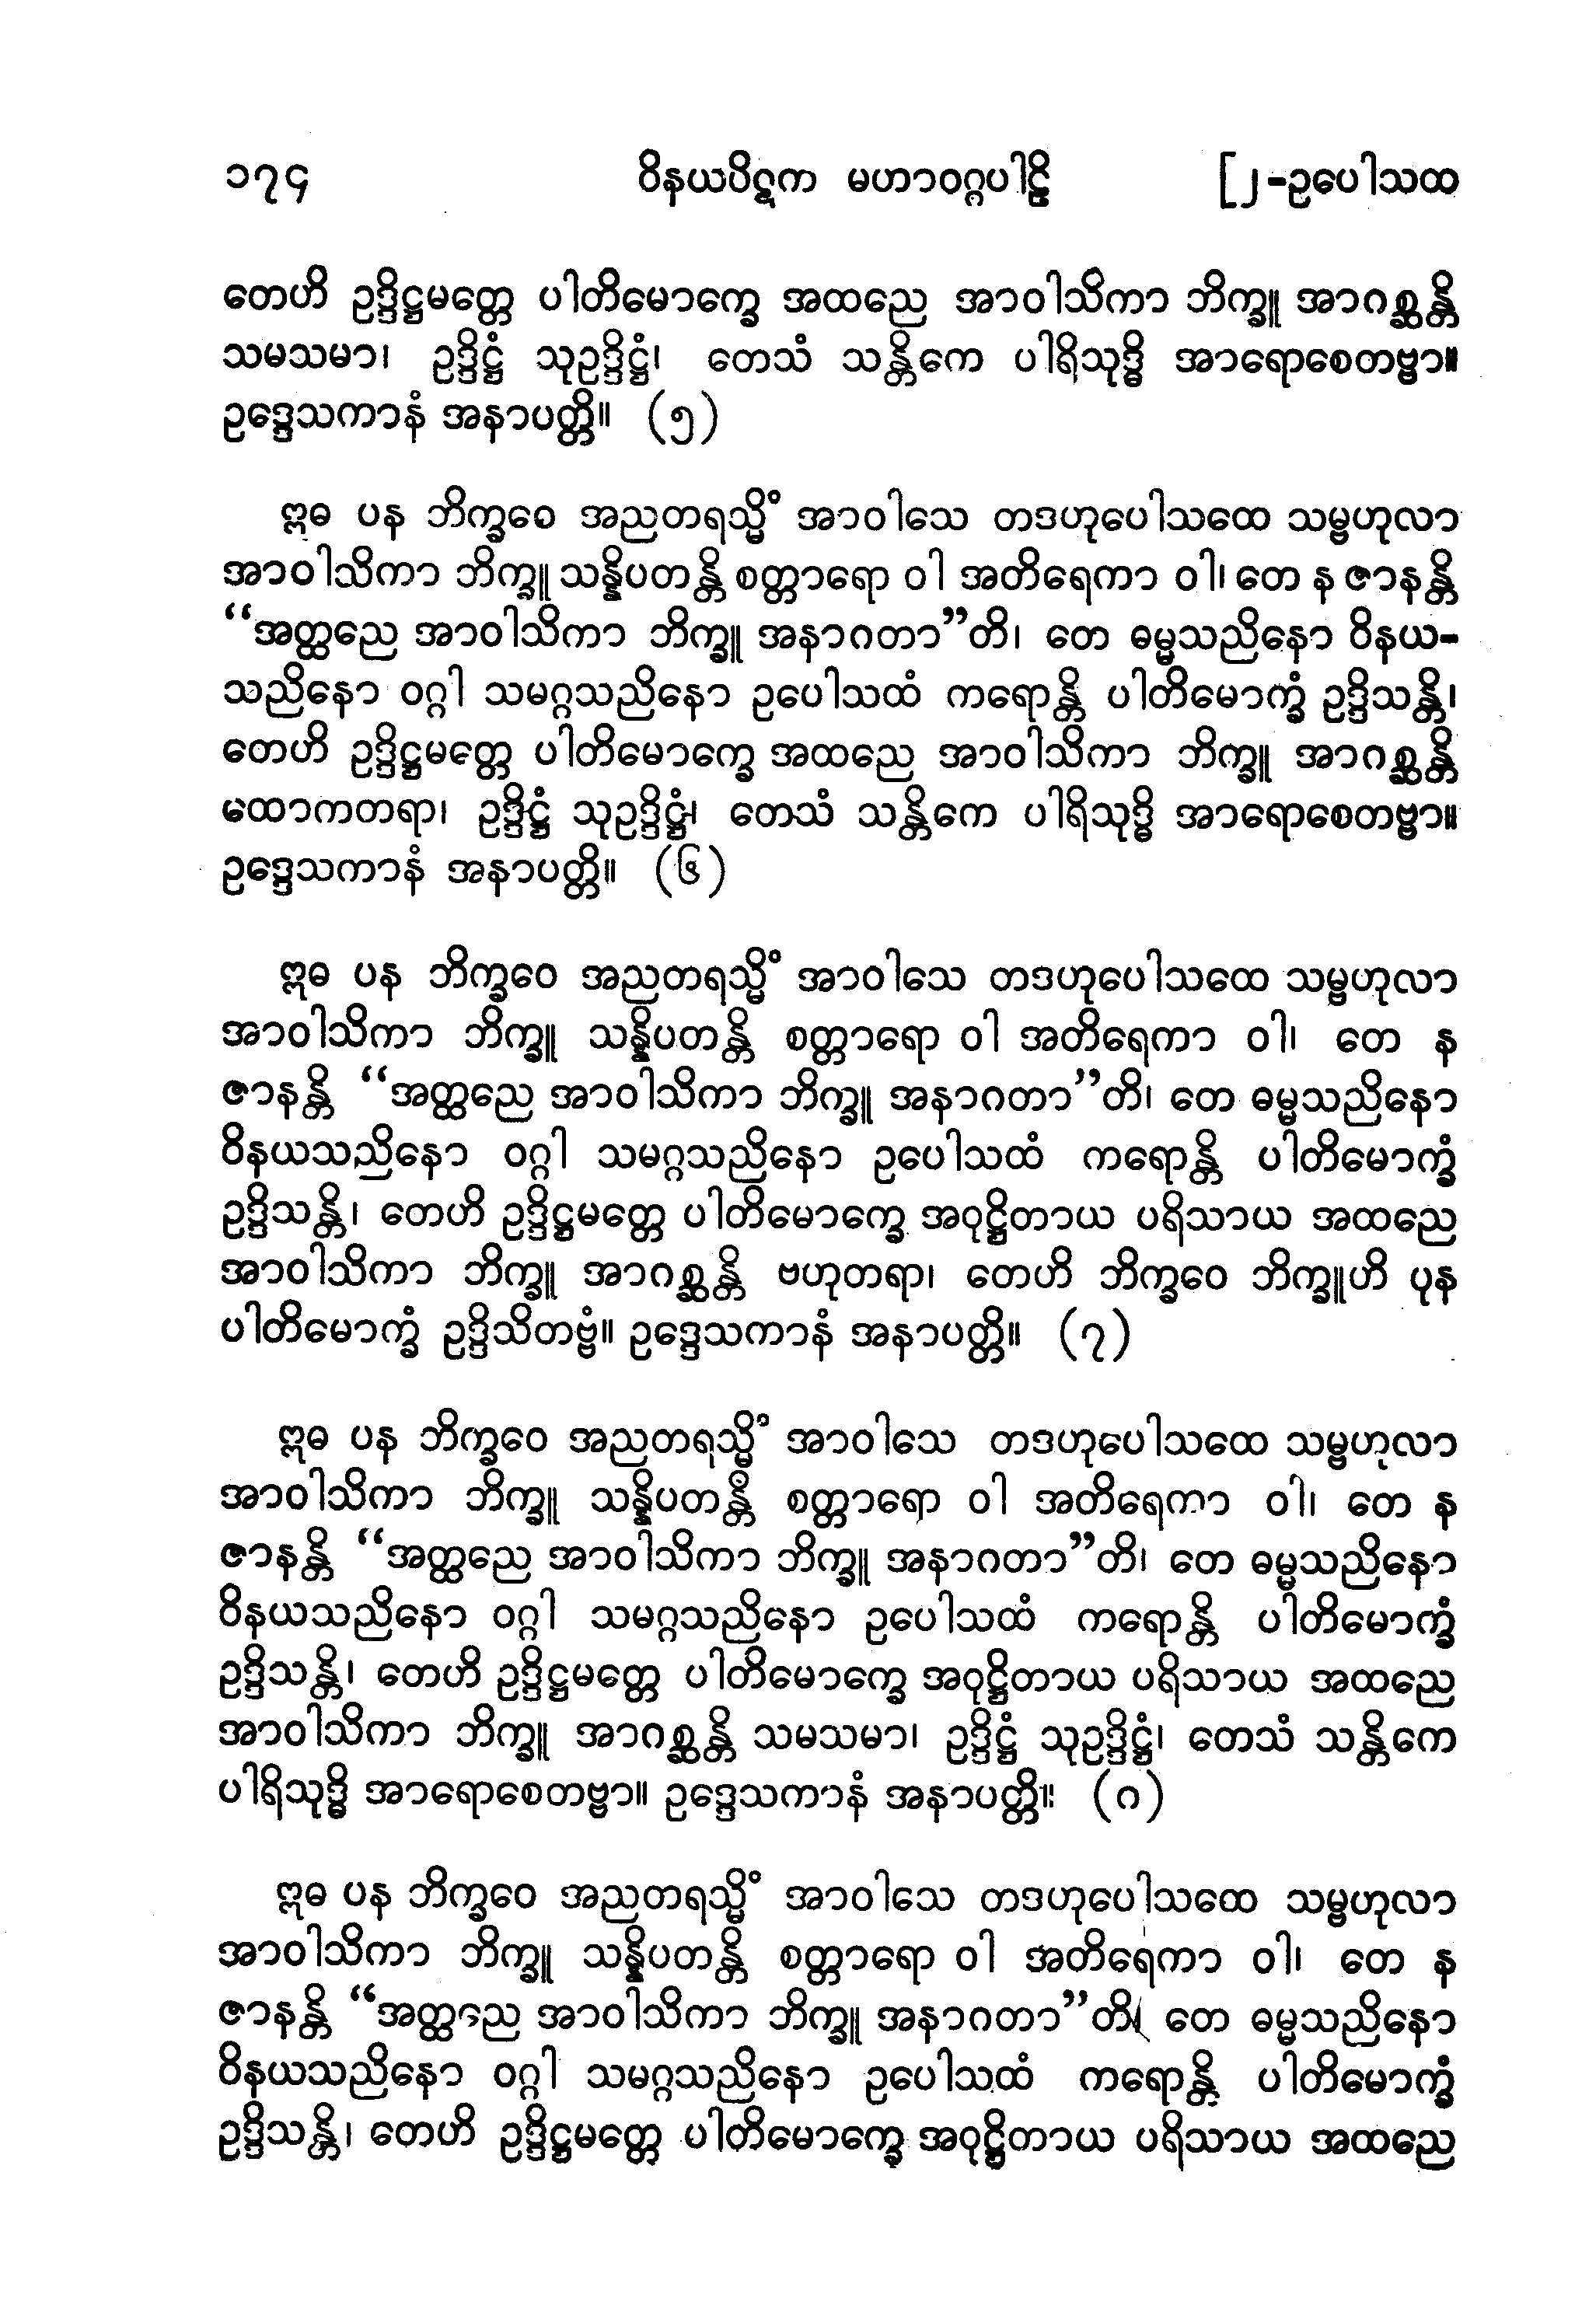 ၁၇၄ ဝိနယပိဋက မဟာဝဂ္ဂပါဠိ [၂-ဥပေါသထ
တေဟိ ဥဒ္ဒိဋ္ဌမတ္တေ ပါတိမောက္ခေ အထညေ အာဝါသိကာ ဘိက္ခူ အာဂစ္ဆန္တိ
သမသမာ၊ ဥဒ္ဒိဋ္ဌံ သုဥဒ္ဒိဋ္ဌံ၊ တေသံ သန္တိကေ ပါရိသုဒ္ဓိ အာရောစေတဗ္ဗာ။
ဥဒ္ဒေသကာနံ အနာပတ္တိ။ (၅)
ဣဓ ပန ဘိက္ခစေ အညတရသ္မိံ အာဝါသေ တဒဟုပေါသထေ သမ္ဗဟုလာ
အာဝါသိကာ ဘိက္ခူ သန္နိပတန္တိ စတ္တာရော ဝါ အတိရေကာ ဝါ၊ တေ န ဇာနန္တိ
“အတ္ထညေ အာဝါသိကာ ဘိက္ခူ အနာဂတာ”တိ၊ တေ ဓမ္မသညိနော ဝိနယ-
သညိနော ဝဂ္ဂါ သမဂ္ဂသညိနော ဥပေါသထံ ကရောန္တိ ပါတိမောက္ခံ ဥဒ္ဒိသန္တိ၊
တေဟိ ဥဒ္ဒိဋ္ဌမတ္တေ ပါတိမောက္ခေ အထညေ အာဝါသိကာ ဘိက္ခူ အာဂစ္ဆန္တိ
ထောကတရာ၊ ဥဒ္ဒိဋ္ဌံ သုဥဒ္ဒိဋ္ဌံ၊ တေသံ သန္တိကေ ပါရိသုဒ္ဓိ အာရောစေတဗ္ဗာ။
ဥဒ္ဒေသကာနံ အနာပတ္တိ။ (၆)
ဣဓ ပန ဘိက္ခဝေ အညတရသ္မိံ အာဝါသေ တဒဟုပေါသထေ သမ္ဗဟုလာ
အာဝါသိကာ ဘိက္ခူ သန္နိပတန္တိ စတ္တာရော ဝါ အတိရေကာ ဝါ၊ တေ န
ဇာနန္တိ “အတ္ထညေ အာဝါသိကာ ဘိက္ခူ အနာဂတာ”တိ၊ တေ ဓမ္မသညိနော
ဝိနယသညိနော ဝဂ္ဂါ သမဂ္ဂသညိနော ဥပေါသထံ ကရောန္တိ ပါတိမောက္ခံ
ဥဒ္ဒိသန္တိ၊ တေဟိ ဥဒ္ဒိဋ္ဌမတ္တေ ပါတိမောက္ခေ အဝုဋ္ဌိတာယ ပရိသာယ အထညေ
အာဝါသိကာ ဘိက္ခူ အာဂစ္ဆန္တိ ဗဟုတရာ၊ တေဟိ ဘိက္ခဝေ ဘိက္ခူဟိ ပုန
ပါတိမောက္ခံ ဥဒ္ဒိသိတဗ္ဗံ။ ဥဒ္ဒေသကာနံ အနာပတ္တိ။ (၇)
ဣဓ ပန ဘိက္ခဝေ အညတရသ္မိံ အာဝါသေ တဒဟုပေါသထေ သမ္ဗဟုလာ
အာဝါသိကာ ဘိက္ခူ သန္နိပတန္တိ စတ္တာရော ဝါ အတိရေကာ ဝါ၊ တေ န
ဇာနန္တိ “အတ္ထညေ အာဝါသိကာ ဘိက္ခူ အနာဂတာ”တိ၊ တေ ဓမ္မသညိနော
ဝိနယသညိနော ဝဂ္ဂါ သမဂ္ဂသညိနော ဥပေါသထံ ကရောန္တိ ပါတိမောက္ခံ
ဥဒ္ဒိသန္တိ၊ တေဟိ ဥဒ္ဒိဋ္ဌမတ္တေ ပါတိမောက္ခေ အဝုဋ္ဌိတာယ ပရိသာယ အထညေ
အာဝါသိကာ ဘိက္ခူ အာဂစ္ဆန္တိ သမသမာ၊ ဥဒ္ဒိဋ္ဌံ သုဥဒ္ဒိဋ္ဌံ၊ တေသံ သန္တိကေ
ပါရိသုဒ္ဓိ အာရောစေတဗ္ဗာ။ ဥဒ္ဒေသကာနံ အနာပတ္တိ။ (၈)
ဣဓ ပန ဘိက္ခဝေ အညတရသ္မိံ အာဝါသေ တဒဟုပေါသထေ သမ္ဗဟုလာ
အာဝါသိကာ ဘိက္ခူ သန္နိပတန္တိ စတ္တာရော ဝါ အတိရေကာ ဝါ၊ တေ န
ဇာနန္တိ “အတ္ထညေ အာဝါသိကာ ဘိက္ခူ အနာဂတာ”တိ၊ တေ ဓမ္မသညိနော
ဝိနယသညိနော ဝဂ္ဂါ သမဂ္ဂသညိနော ဥပေါသထံ ကရောန္တိ ပါတိမောက္ခံ
ဥဒ္ဒိသန္တိ၊ တေဟိ ဥဒ္ဒိဋ္ဌမတ္တေ ပါတိမောက္ခေ အဝုဋ္ဌိတာယ ပရိသာယ အထညေ